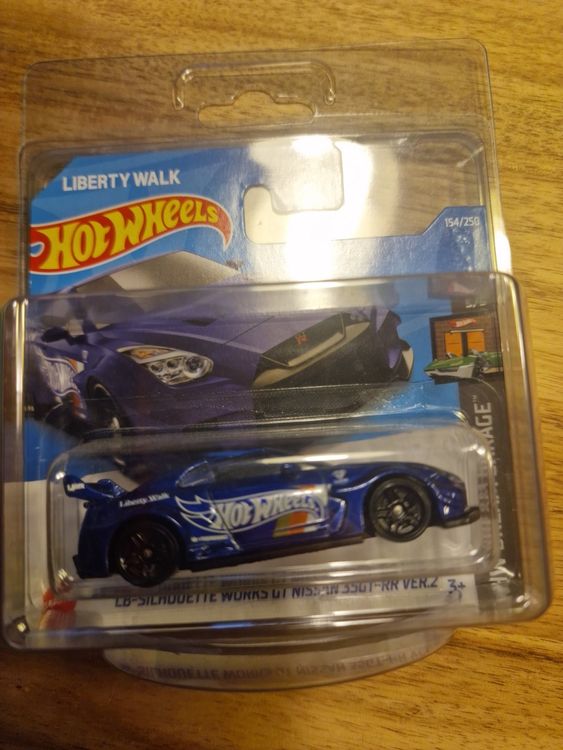 LIBERTY WALK
HOT WHEELS
154/250
Liberty Walk
HOT WHEELS
LB-SILHOUETTE WORKS GT NISSAN 35GT-RR VER.2
3+